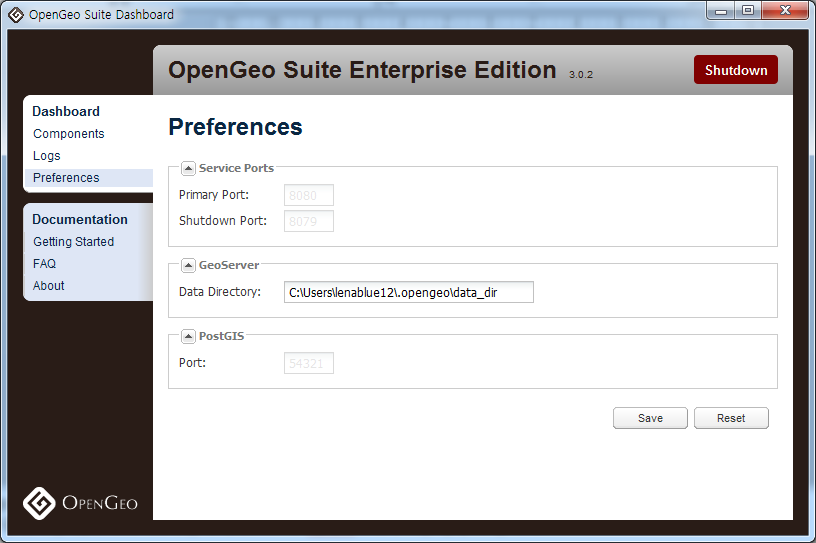 OpenGeo Suite Dashboard
OpenGeo Suite Enterprise Edition 3.0.2
Shutdown
Dashboard
Components
Logs
Preferences
Documentation
Getting Started
FAQ
About
OPENGEO
Preferences
Service Ports
Primary Port: 8080
Shutdown Port: 8079
GeoServer
Data Directory: C:\Users\lenablue12\.opengeo\data_dir
PostGIS
Port: 54321
Save Reset